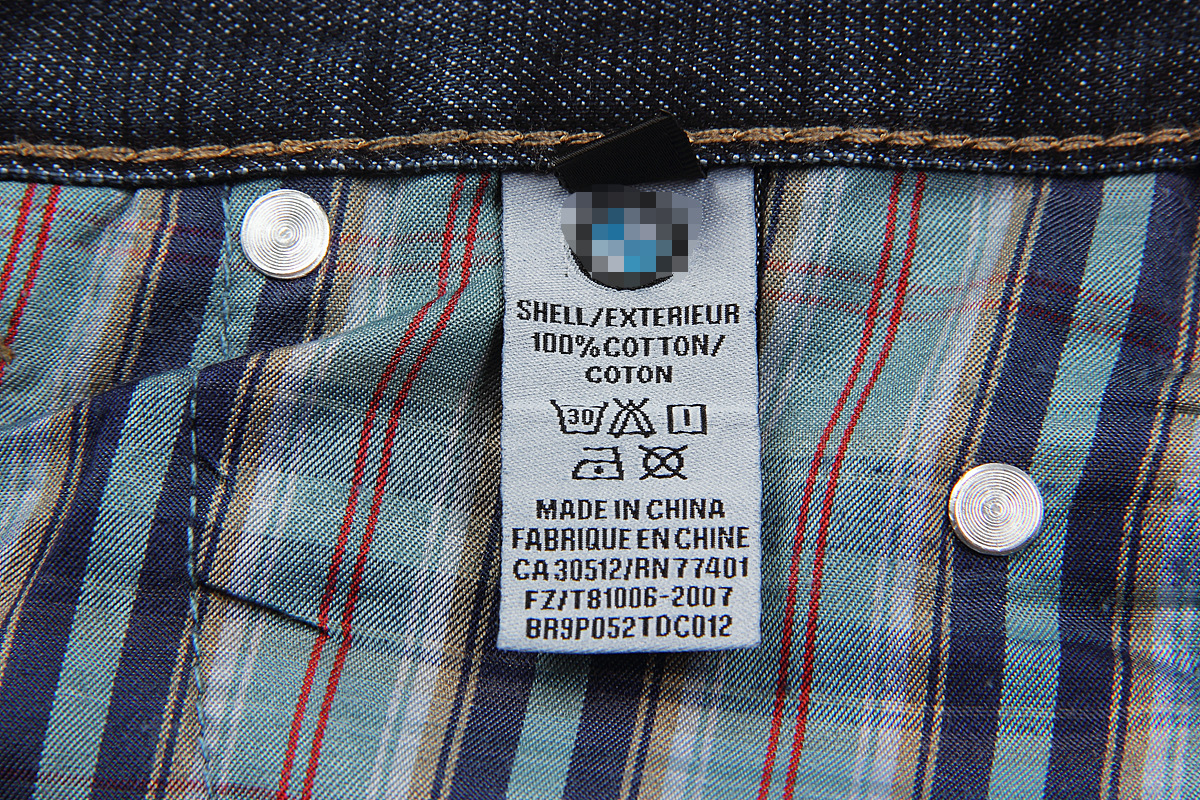 SHELL/EXTERIEUR
100%COTTON/
COTON
30
MADE IN CHINA
FABRIQUE EN CHINE
CA 30512/RN 77401
FZ/T81006-2007
BR9P052TDC012